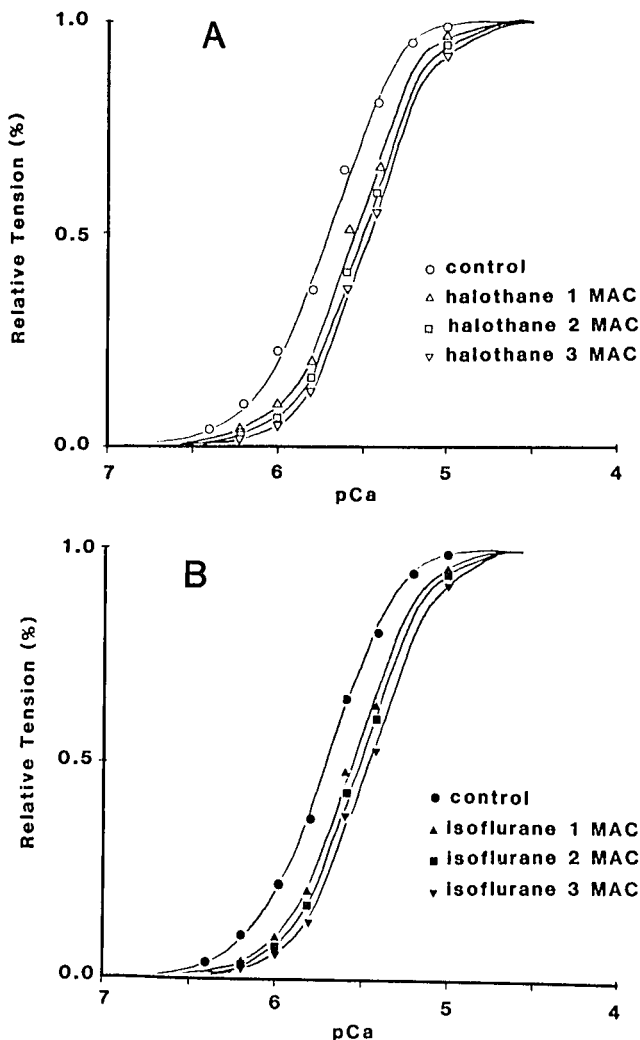 A
Relative Tension (%)
1.0
0.5
0.0
○ control
△ halothane 1 MAC
□ halothane 2 MAC
▽ halothane 3 MAC
7 6 5 4
pCa
B
Relative Tension (%)
1.0
0.5
0.0
● control
▲ isoflurane 1 MAC
■ isoflurane 2 MAC
▼ isoflurane 3 MAC
7 6 5 4
pCa